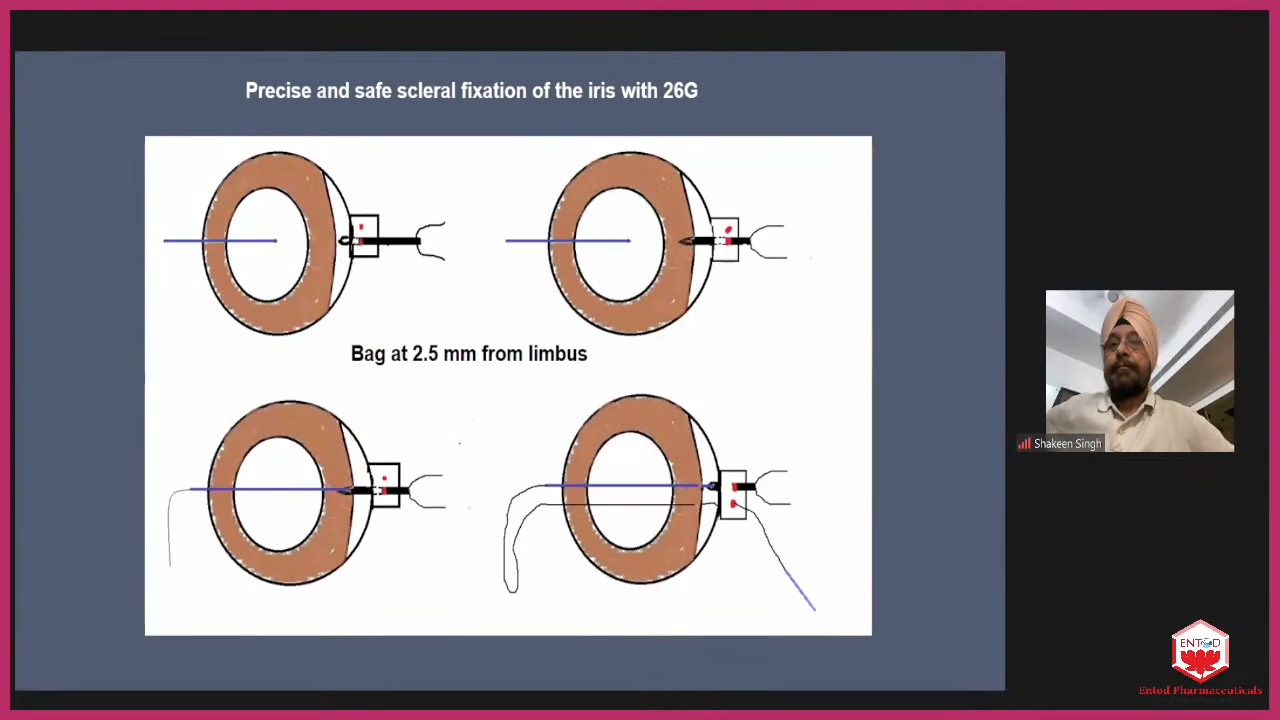 Precise and safe scleral fixation of the iris with 26G
Bag at 2.5 mm from limbus
Shakeen Singh
ENTOD
Entod Pharmaceuticals